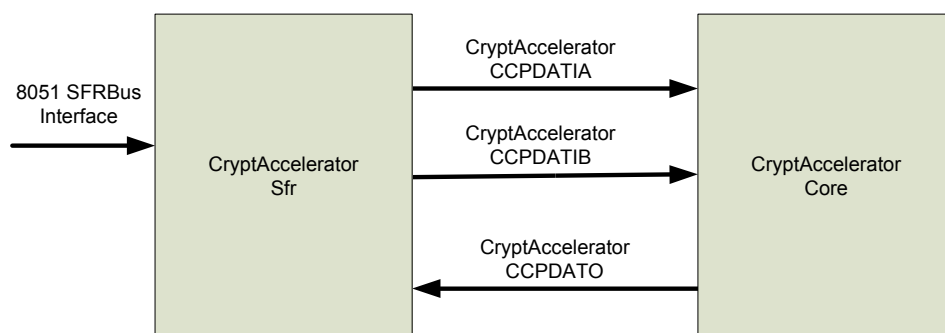 8051 SFRBus
Interface
CryptAccelerator
Sfr
CryptAccelerator
CCPDATIA
CryptAccelerator
CCPDATIB
CryptAccelerator
CCPDATO
CryptAccelerator
Core